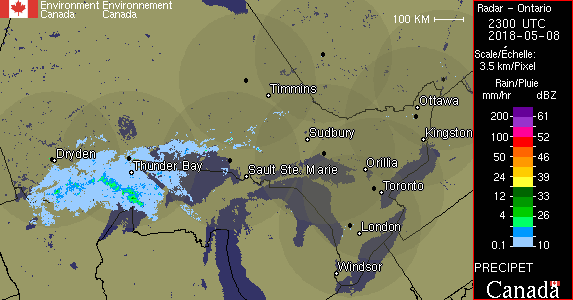 Environment Environnement
Canada Canada
100 KM
Timmins
Ottawa
Sudbury
Kingston
Dryden
Thunder Bay
Sault Ste. Marie
Orillia
Toronto
London
Windsor
Radar - Ontario
2300 UTC
2018-05-08
Scale/Échelle:
3.5 km/Pixel
Rain/Pluie
mm/hr dBZ
200 61
100 52
50 46
24 39
12 33
4 26
0.1 10
PRECIPET
Canada